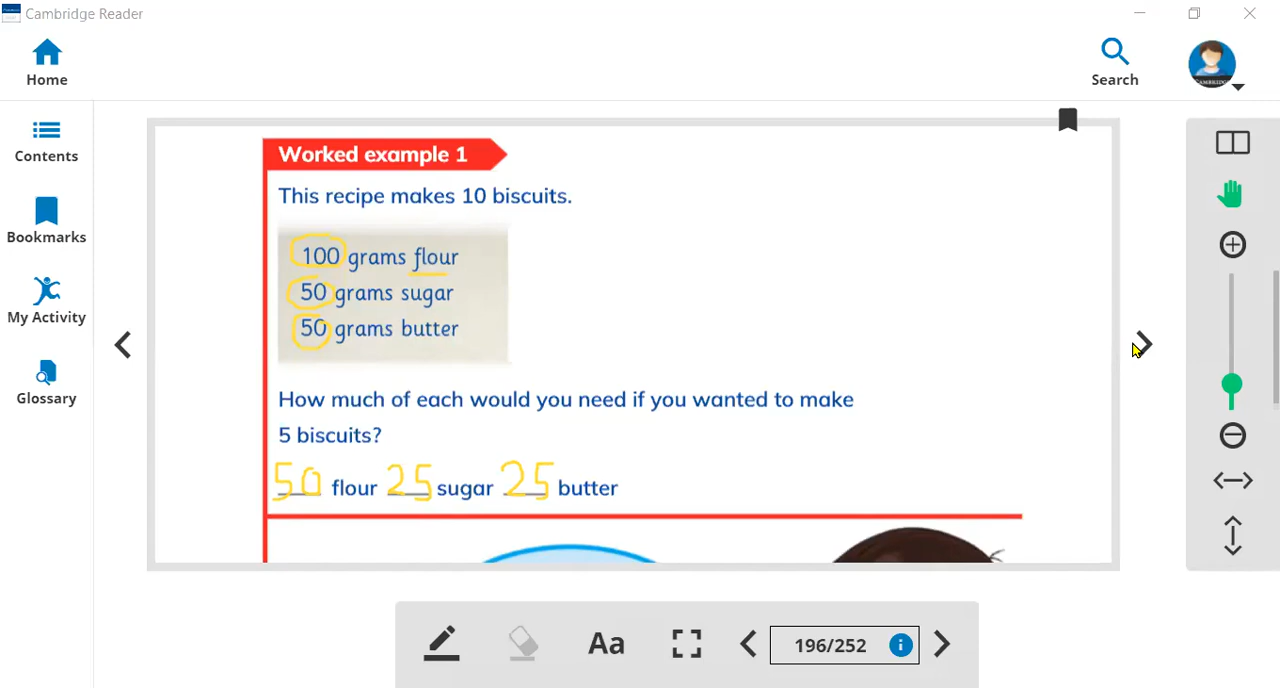 Cambridge Reader
Home
Search
Contents
Bookmarks
My Activity
Glossary
Worked example 1
This recipe makes 10 biscuits.
100 grams flour
50 grams sugar
50 grams butter
How much of each would you need if you wanted to make
5 biscuits?
50 flour 25 sugar 25 butter
Aa
196/252
i